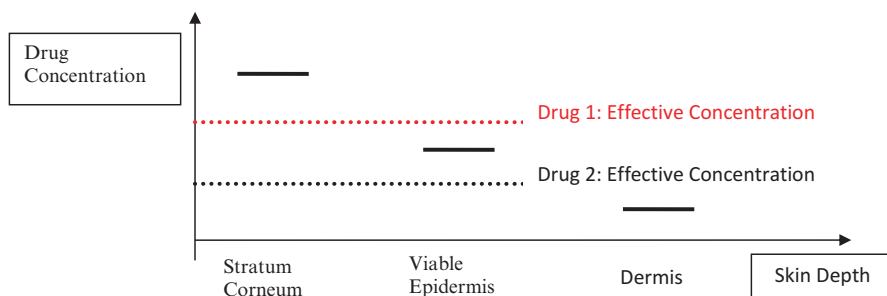 Drug
Concentration
Drug 1: Effective Concentration
Drug 2: Effective Concentration
Stratum
Corneum
Viable
Epidermis
Dermis
Skin Depth